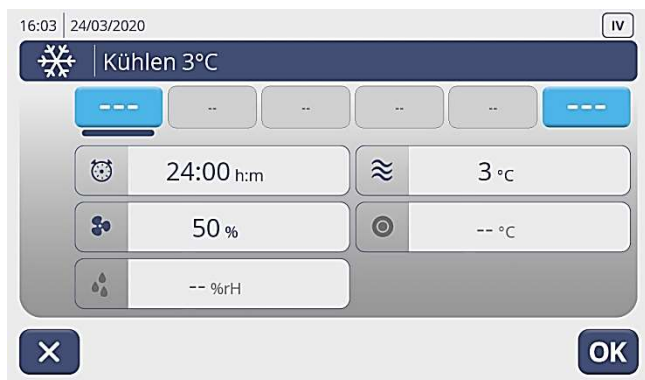 16:03 24/03/2020 IV
Kühlen 3°C
--- -- -- -- -- ---
24:00 h:m 3 °C
50 % -- °C
-- %rH
OK